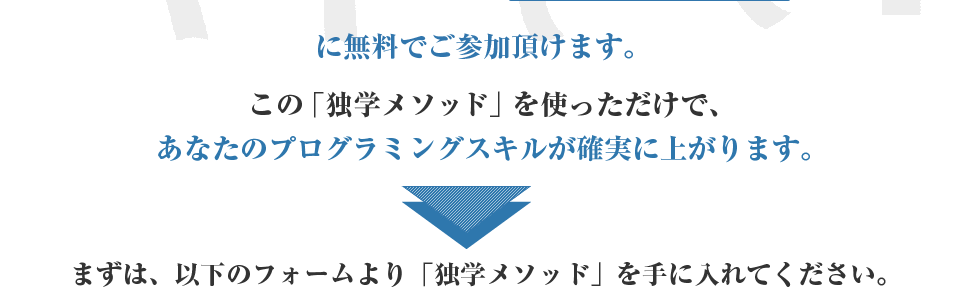 に無料でご参加頂けます。
この「独学メソッド」を使っただけで、
あなたのプログラミングスキルが確実に上がります。
まずは、以下のフォームより「独学メソッド」を手に入れてください。